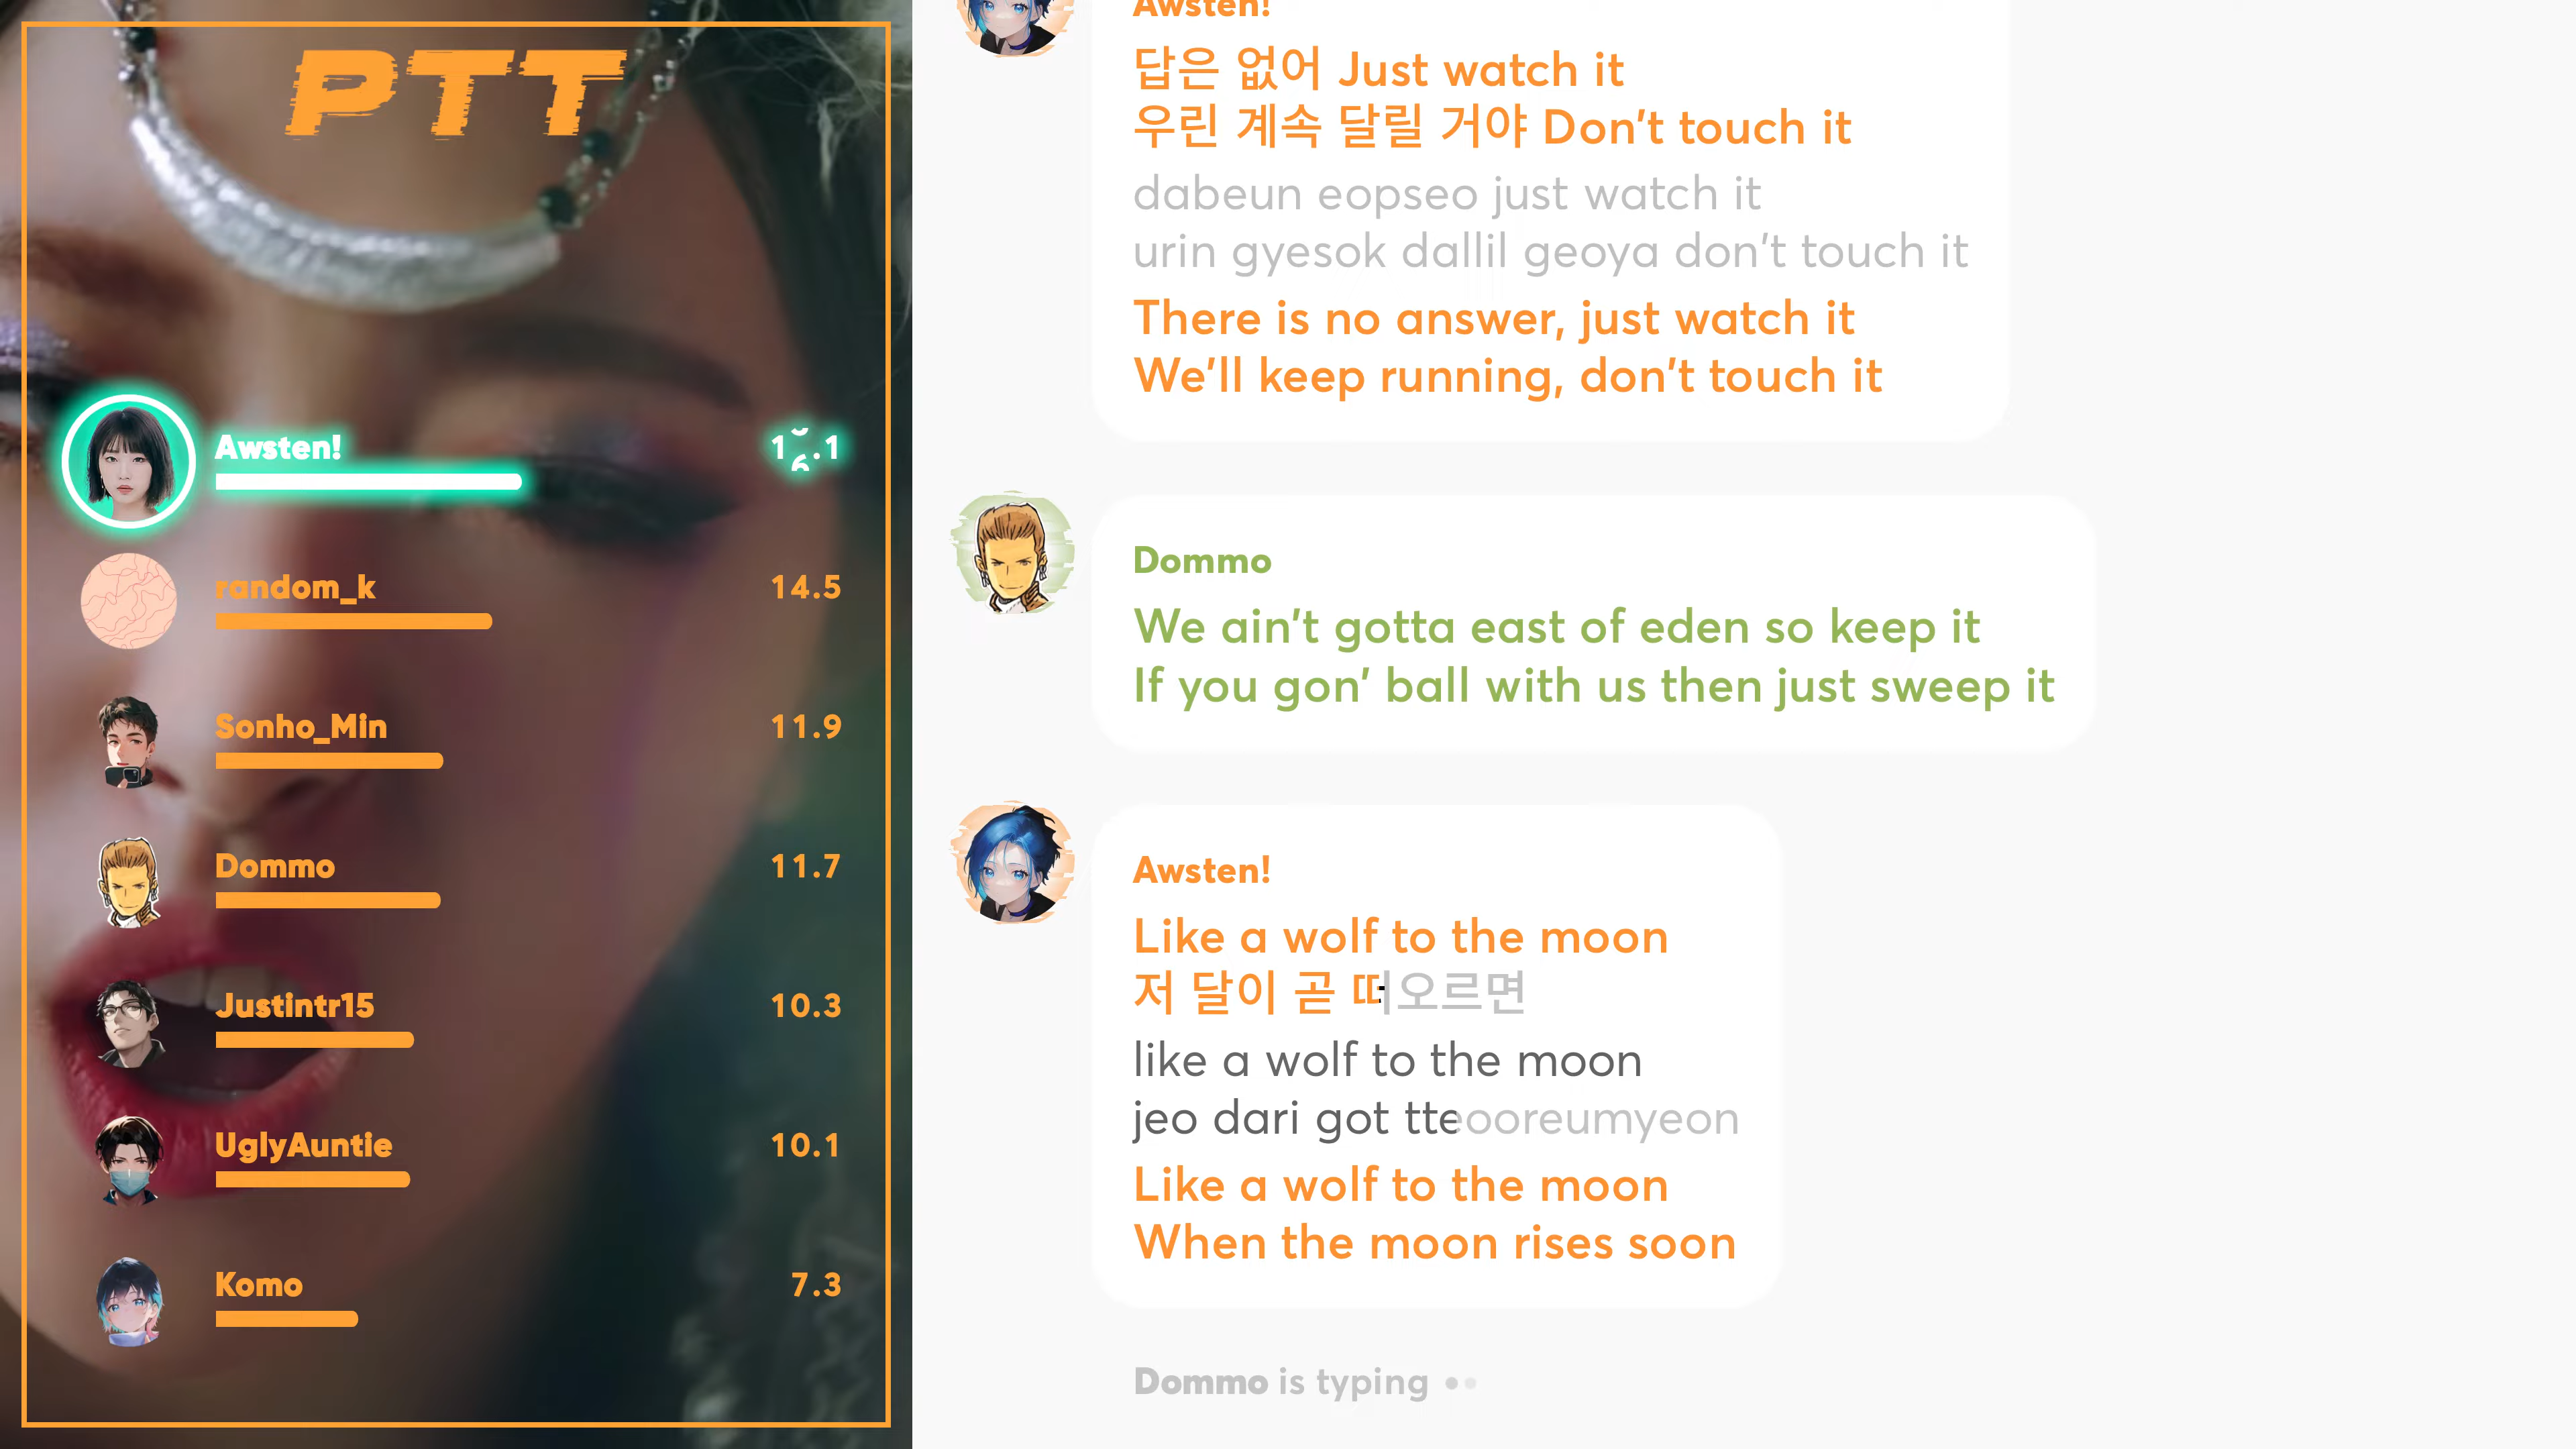 PTT
Awsten!
random_k
14.5
Sonho_Min
11.9
Dommo
11.7
Justintr15
10.3
UglyAuntie
10.1
Komo
7.3
Awsten!
답은 없어 Just watch it
우린 계속 달릴 거야 Don't touch it
dabeun eopseo just watch it
urin gyesok dallil geoya don't touch it
There is no answer, just watch it
We'll keep running, don't touch it
Dommo
We ain't gotta east of eden so keep it
If you gon' ball with us then just sweep it
Awsten!
Like a wolf to the moon
저 달이 곧 떠오르면
like a wolf to the moon
jeo dari got tteooreumyeon
Like a wolf to the moon
When the moon rises soon
Dommo is typing